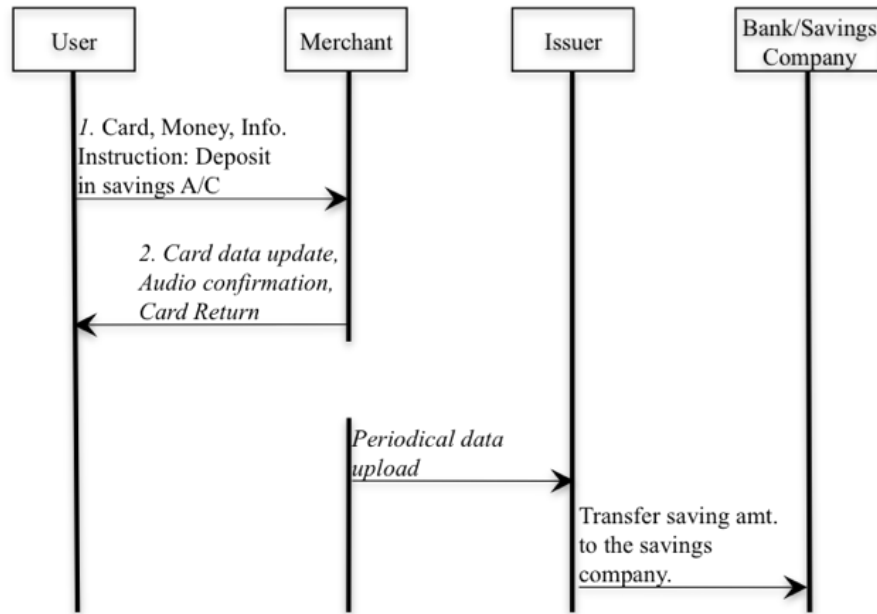 User
Merchant
Issuer
Bank/Savings
Company
1. Card, Money, Info.
Instruction: Deposit
in savings A/C
2. Card data update,
Audio confirmation,
Card Return
Periodical data
upload
Transfer saving amt.
to the savings
company.